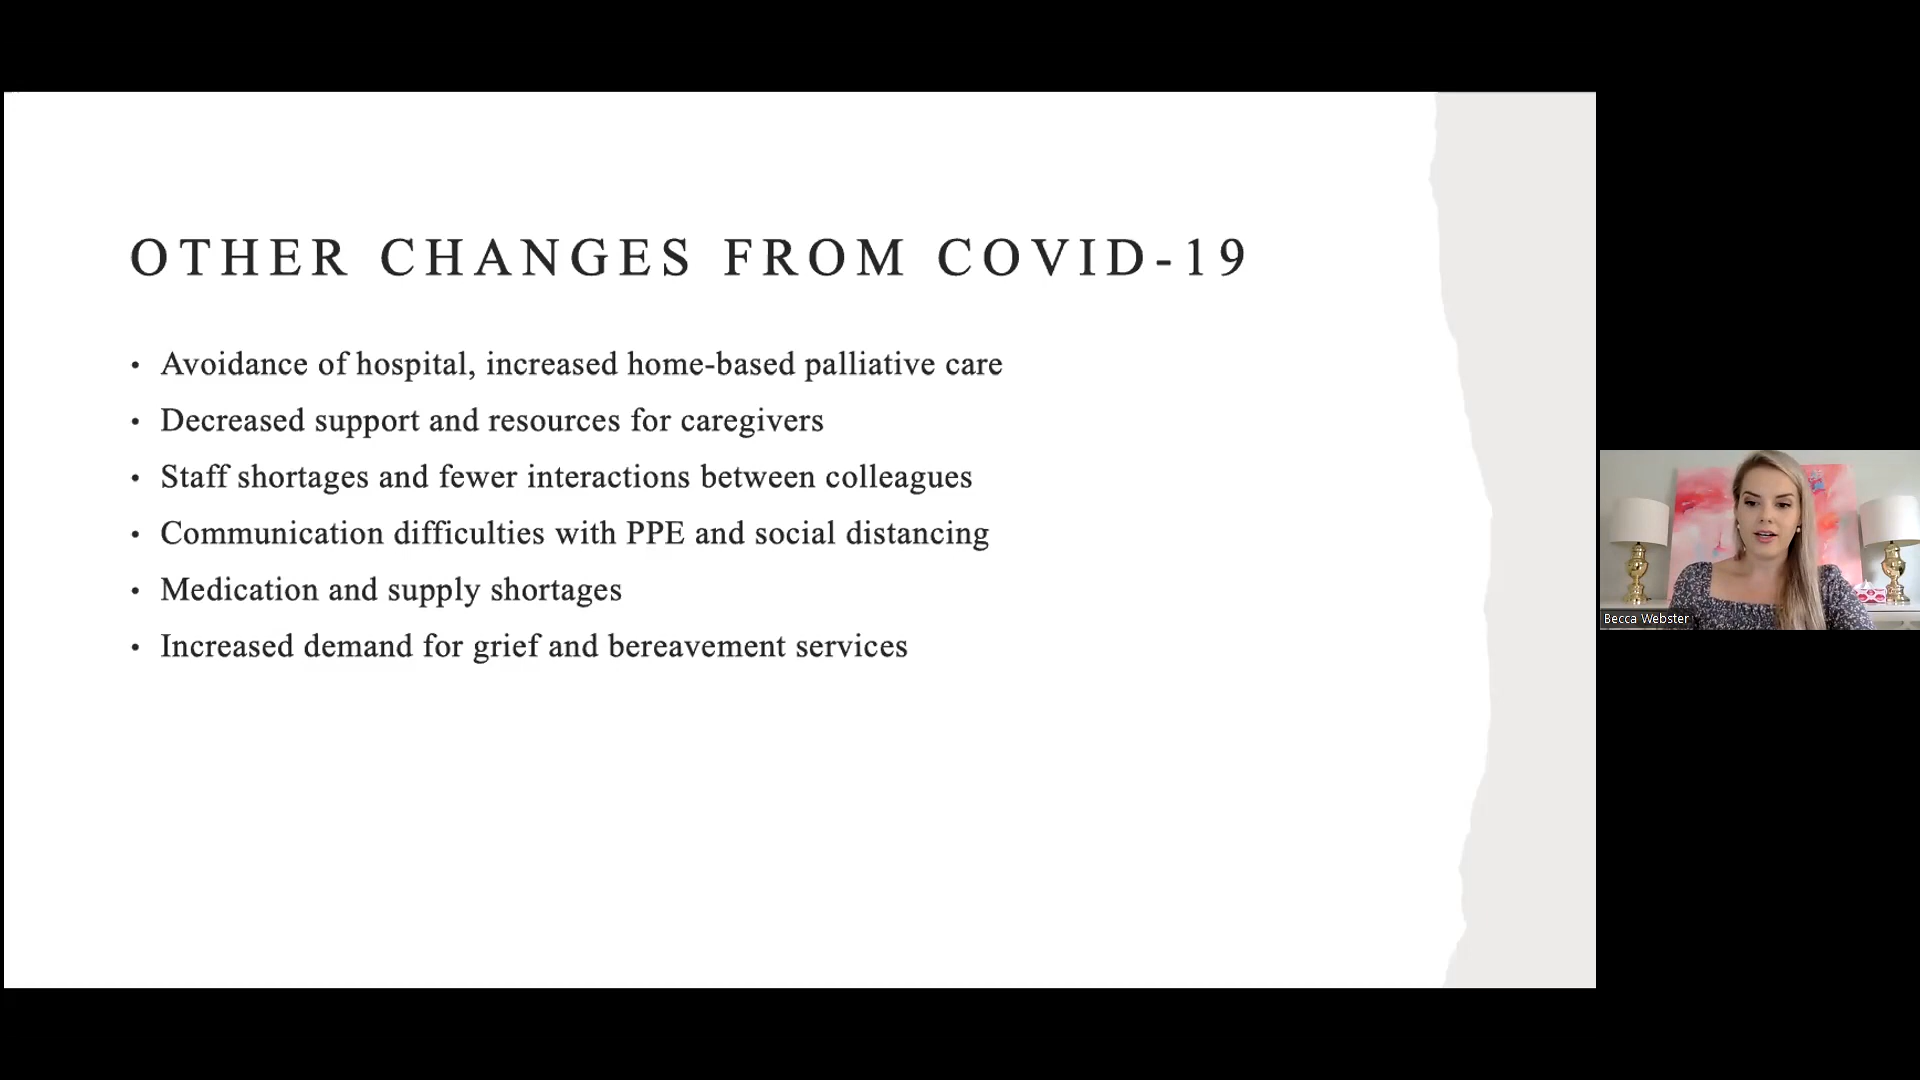 OTHER CHANGES FROM COVID-19
• Avoidance of hospital, increased home-based palliative care
• Decreased support and resources for caregivers
• Staff shortages and fewer interactions between colleagues
• Communication difficulties with PPE and social distancing
• Medication and supply shortages
• Increased demand for grief and bereavement services
Becca Webster